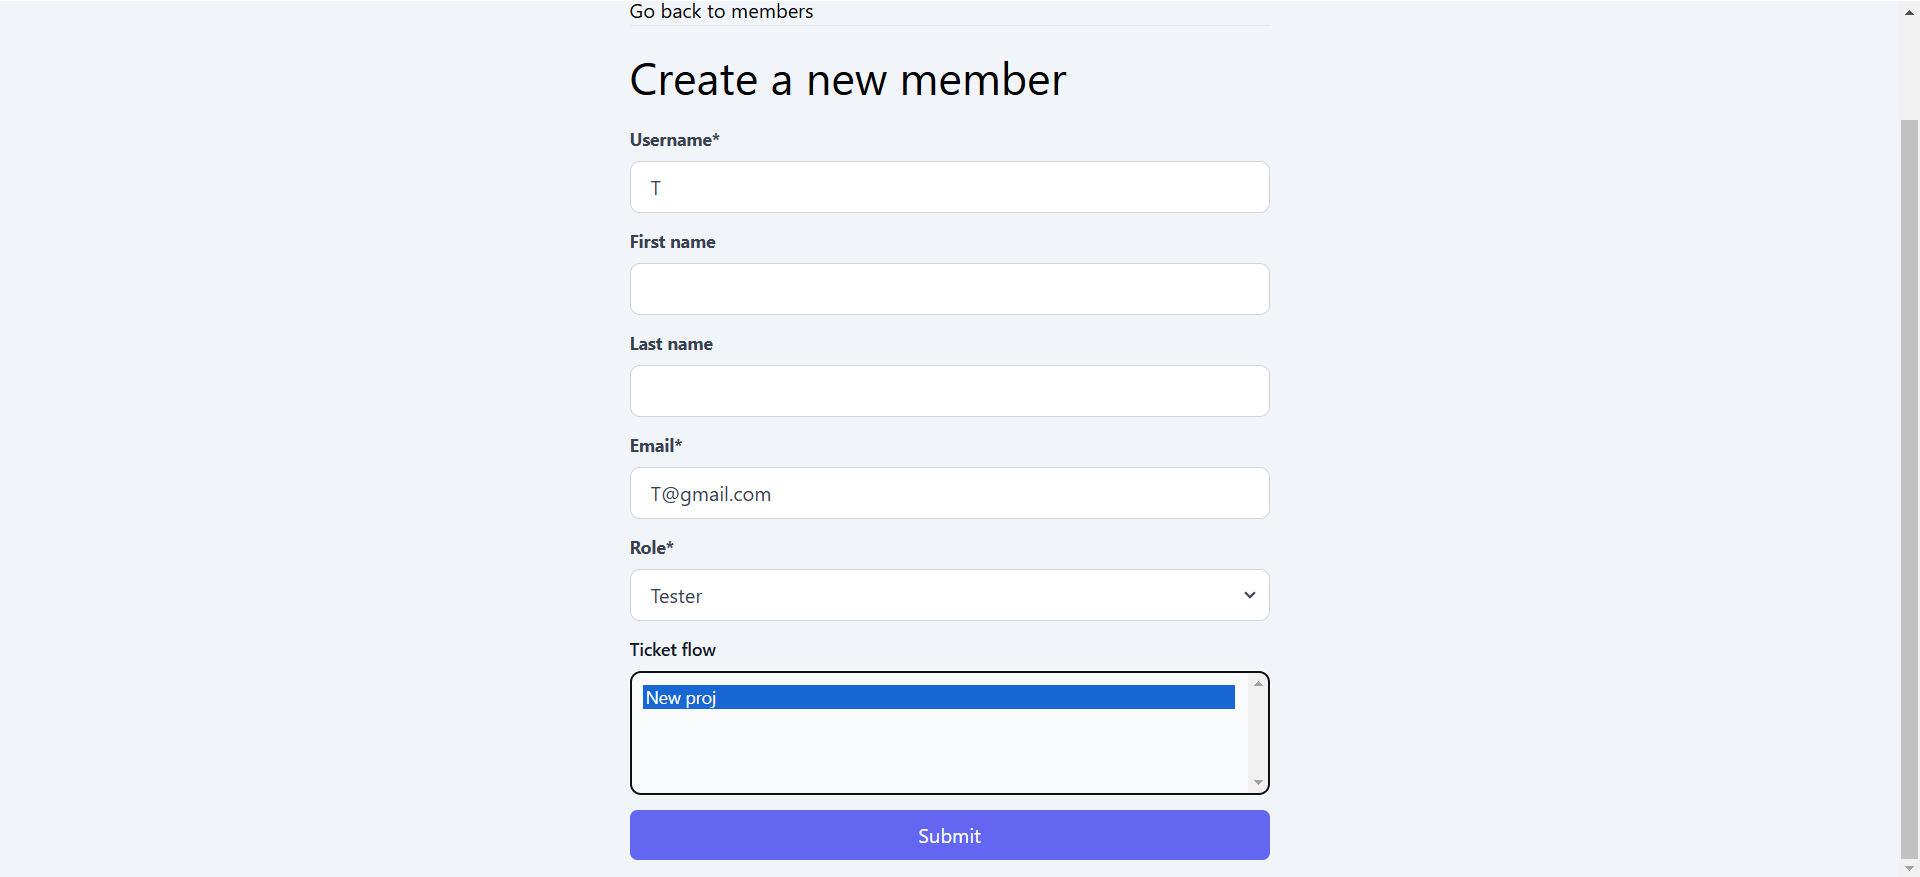 Go back to members
Create a new member
Username*
T
First name
Last name
Email*
T@gmail.com
Role*
Tester
Ticket flow
New proj
Submit